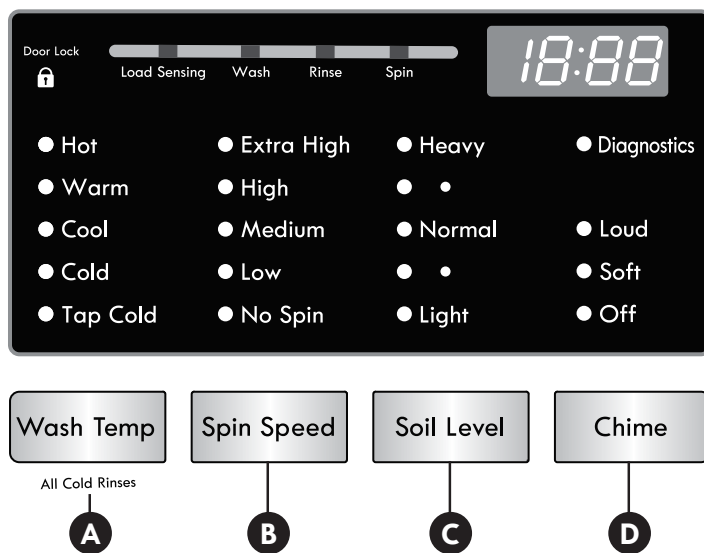 Door Lock
18:88
Load Sensing Wash Rinse Spin
Hot Extra High Heavy Diagnostics
Warm High
Cool Medium Normal Loud
Cold Low Soft
Tap Cold No Spin Light Off
Wash Temp Spin Speed Soil Level Chime
All Cold Rinses
A B C D